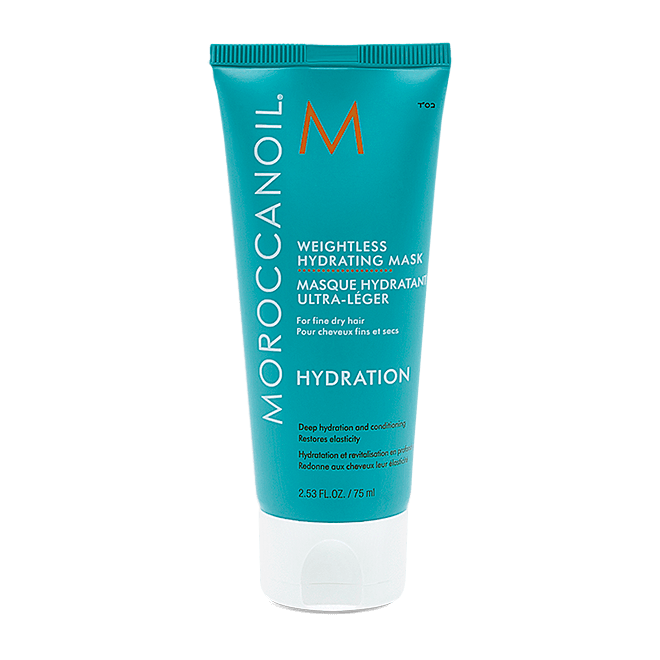 MOROCCANOIL®
M
בס״ד
WEIGHTLESS
HYDRATING MASK
MASQUE HYDRATANT
ULTRA-LÉGER
For fine dry hair
Pour cheveux fins et secs
HYDRATION
Deep hydration and conditioning
Restores elasticity
Hydratation et revitalisation en
Redonne aux cheveux leur élasticité
2.53 FL.OZ. / 75 ml